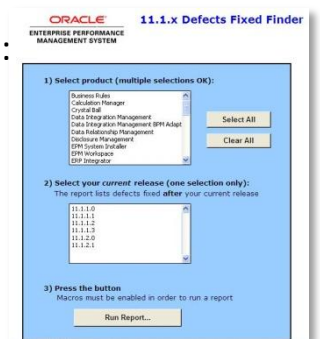 ORACLE
ENTERPRISE PERFORMANCE
MANAGEMENT SYSTEM
11.1.x Defects Fixed Finder
1) Select product (multiple selections OK):
Business Rules
Calculation Manager
Crystal Ball
Data Integration Management
Data Integration Management BPM Adapt
Data Relationship Management
Disclosure Management
EPM System Installer
EPM Workspace
ERP Integrator
Select All
Clear All
2) Select your current release (one selection only):
The report lists defects fixed after your current release
11.1.1.0
11.1.1.1
11.1.1.2
11.1.1.3
11.1.2.0
11.1.2.1
3) Press the button
Macros must be enabled in order to run a report
Run Report...